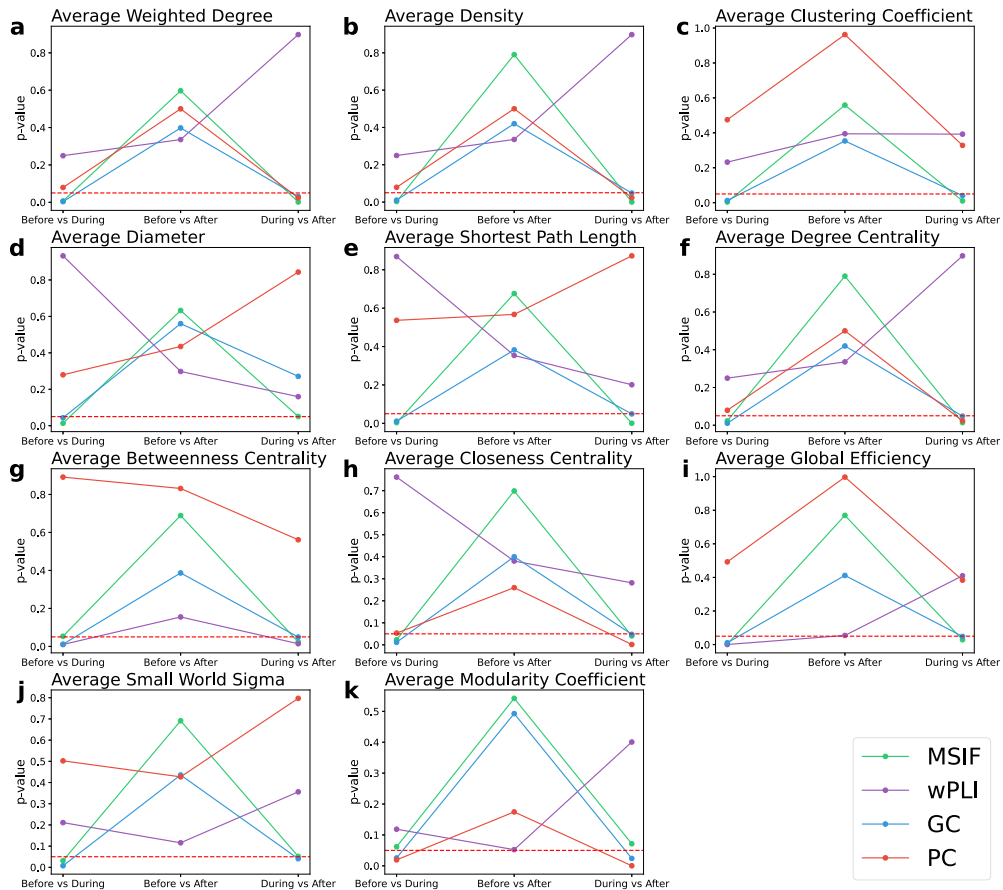 a Average Weighted Degree
p-value
0.8
0.6
0.4
0.2
0.0
Before vs During Before vs After During vs After
b Average Density
p-value
0.8
0.6
0.4
0.2
0.0
Before vs During Before vs After During vs After
c Average Clustering Coefficient
p-value
1.0
0.8
0.6
0.4
0.2
0.0
Before vs During Before vs After During vs After
d Average Diameter
p-value
0.8
0.6
0.4
0.2
0.0
Before vs During Before vs After During vs After
e Average Shortest Path Length
p-value
0.8
0.6
0.4
0.2
0.0
Before vs During Before vs After During vs After
f Average Degree Centrality
p-value
0.8
0.6
0.4
0.2
0.0
Before vs During Before vs After During vs After
g Average Betweenness Centrality
p-value
0.8
0.6
0.4
0.2
0.0
Before vs During Before vs After During vs After
h Average Closeness Centrality
p-value
0.7
0.6
0.5
0.4
0.3
0.2
0.1
0.0
Before vs During Before vs After During vs After
i Average Global Efficiency
p-value
1.0
0.8
0.6
0.4
0.2
0.0
Before vs During Before vs After During vs After
j Average Small World Sigma
p-value
0.8
0.7
0.6
0.5
0.4
0.3
0.2
0.1
0.0
Before vs During Before vs After During vs After
k Average Modularity Coefficient
p-value
0.5
0.4
0.3
0.2
0.1
0.0
Before vs During Before vs After During vs After
MSIF
wPLI
GC
PC